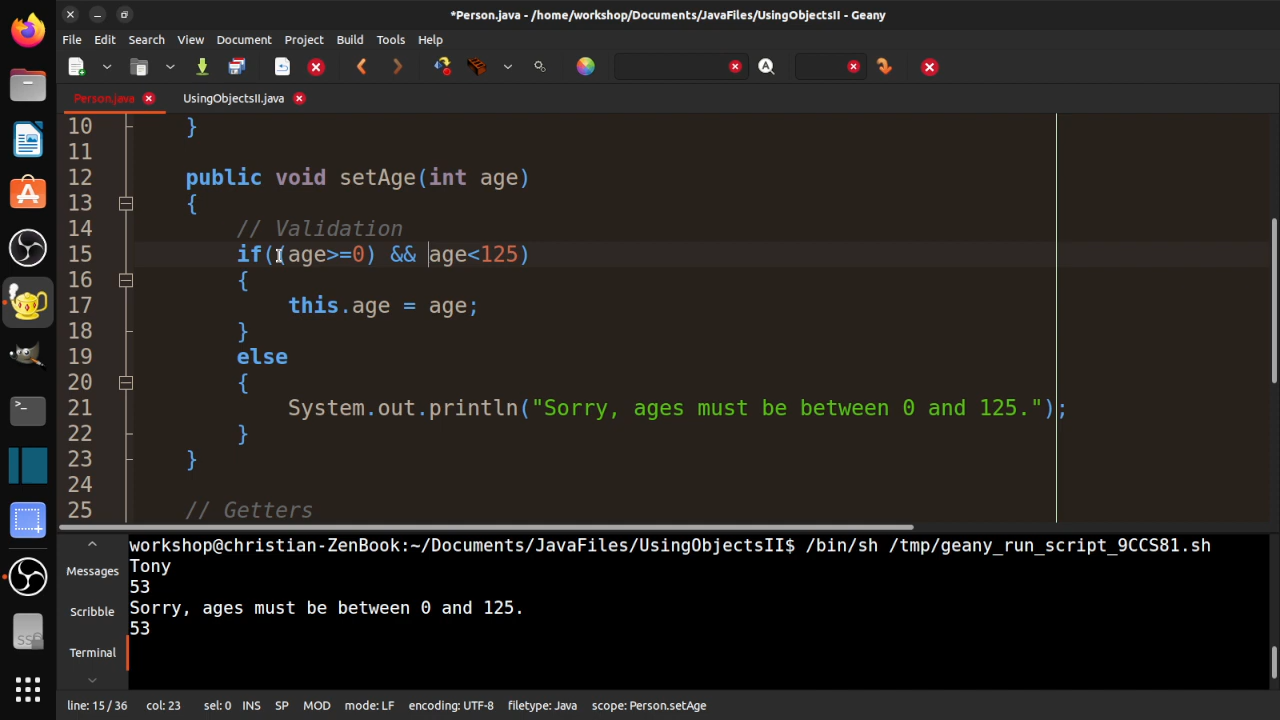 *Person.java - /home/workshop/Documents/JavaFiles/UsingObjectsII - Geany
File Edit Search View Document Project Build Tools Help
Person.java UsingObjectsII.java
10 }
11
12 public void setAge(int age)
13 {
14 // Validation
15 if((age>=0) && age<125)
16 {
17 this.age = age;
18 }
19 else
20 {
21 System.out.println("Sorry, ages must be between 0 and 125.");
22 }
23 }
24
25 // Getters
Messages
Scribble
Terminal
workshop@christian-ZenBook:~/Documents/JavaFiles/UsingObjectsII$ /bin/sh /tmp/geany_run_script_9CCS81.sh
Tony
53
Sorry, ages must be between 0 and 125.
53
line: 15 / 36 col: 23 sel: 0 INS SP MOD mode: LF encoding: UTF-8 filetype: Java scope: Person.setAge